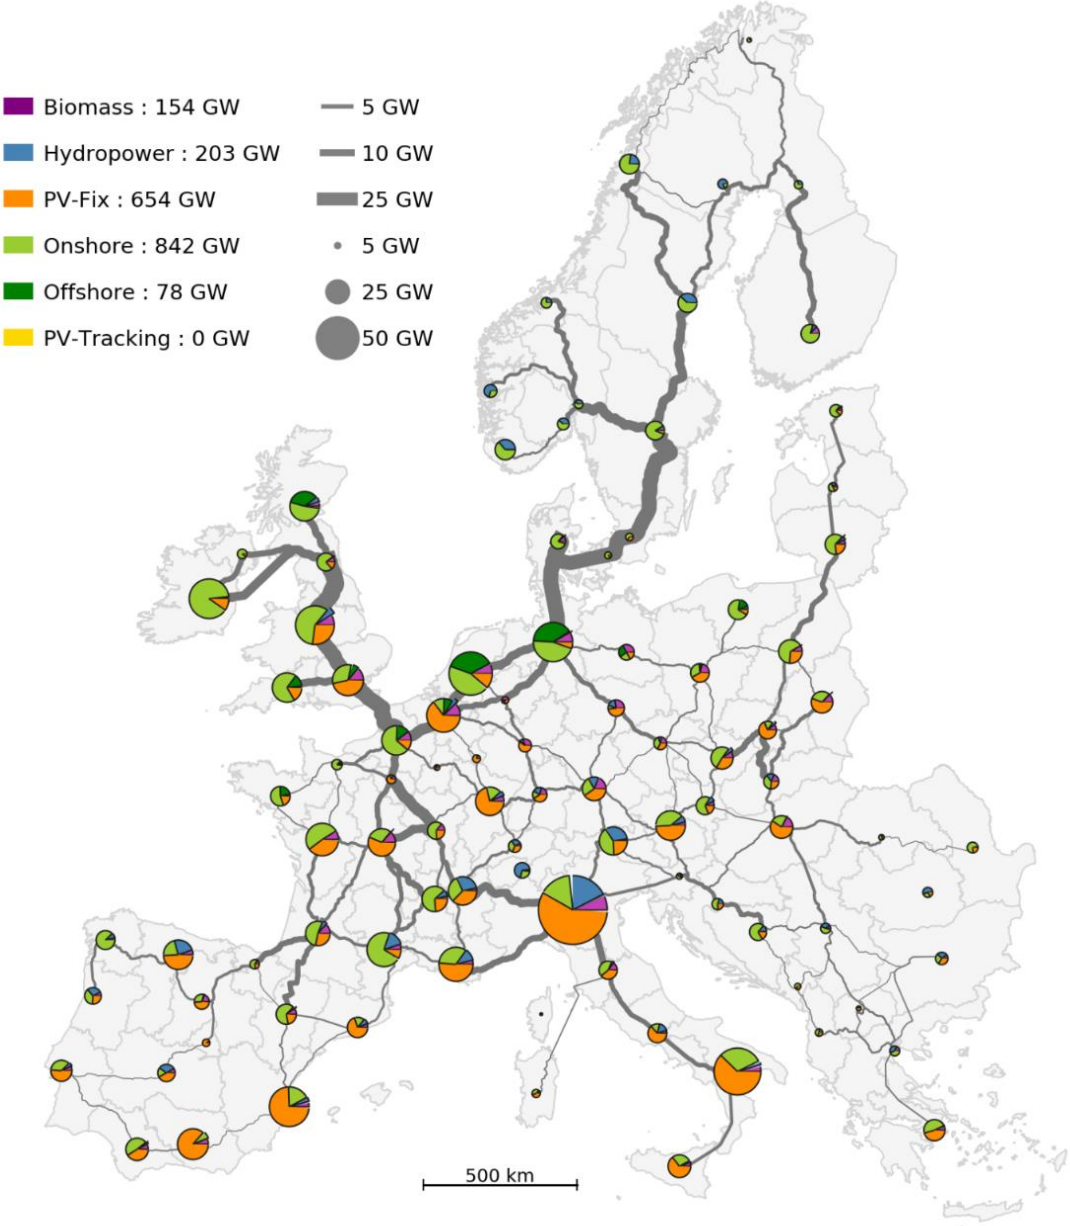 Biomass : 154 GW
Hydropower : 203 GW
PV-Fix : 654 GW
Onshore : 842 GW
Offshore : 78 GW
PV-Tracking : 0 GW
5 GW
10 GW
25 GW
5 GW
25 GW
50 GW
500 km